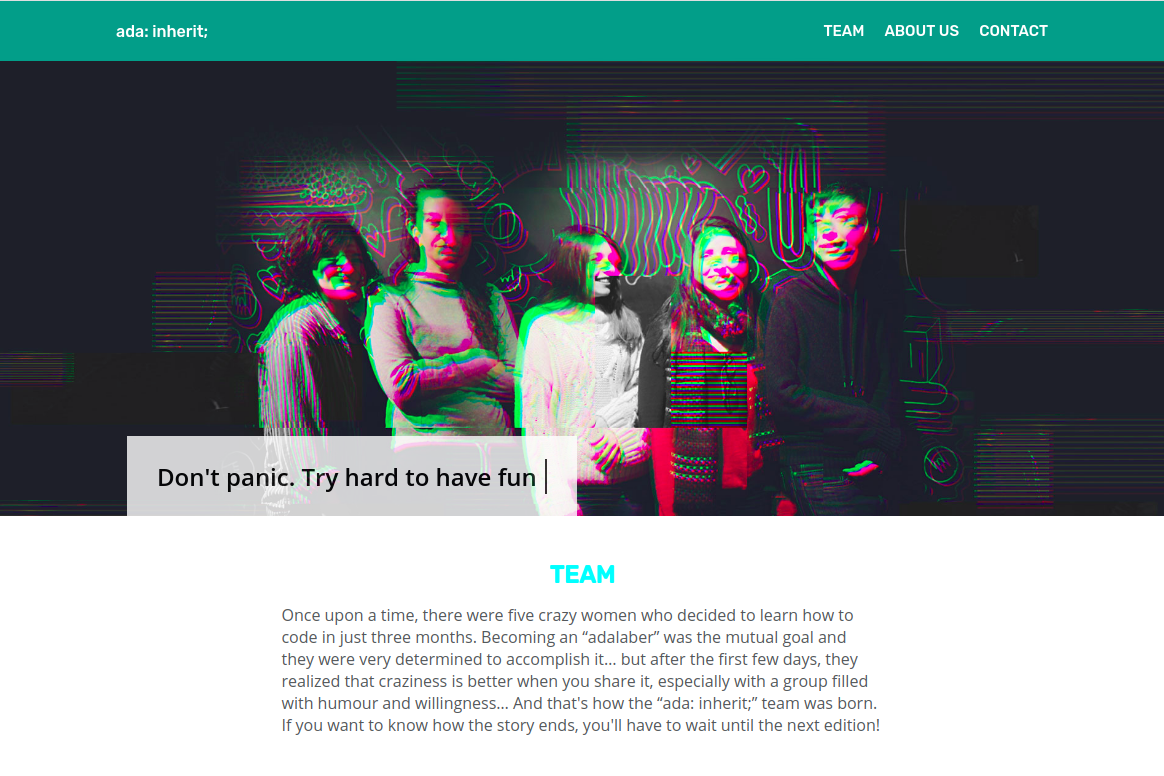 ada: inherit;
TEAM ABOUT US CONTACT
Don't panic. Try hard to have fun
TEAM
Once upon a time, there were five crazy women who decided to learn how to
code in just three months. Becoming an “adalaber” was the mutual goal and
they were very determined to accomplish it... but after the first few days, they
realized that craziness is better when you share it, especially with a group filled
with humour and willingness... And that's how the “ada: inherit;” team was born.
If you want to know how the story ends, you'll have to wait until the next edition!